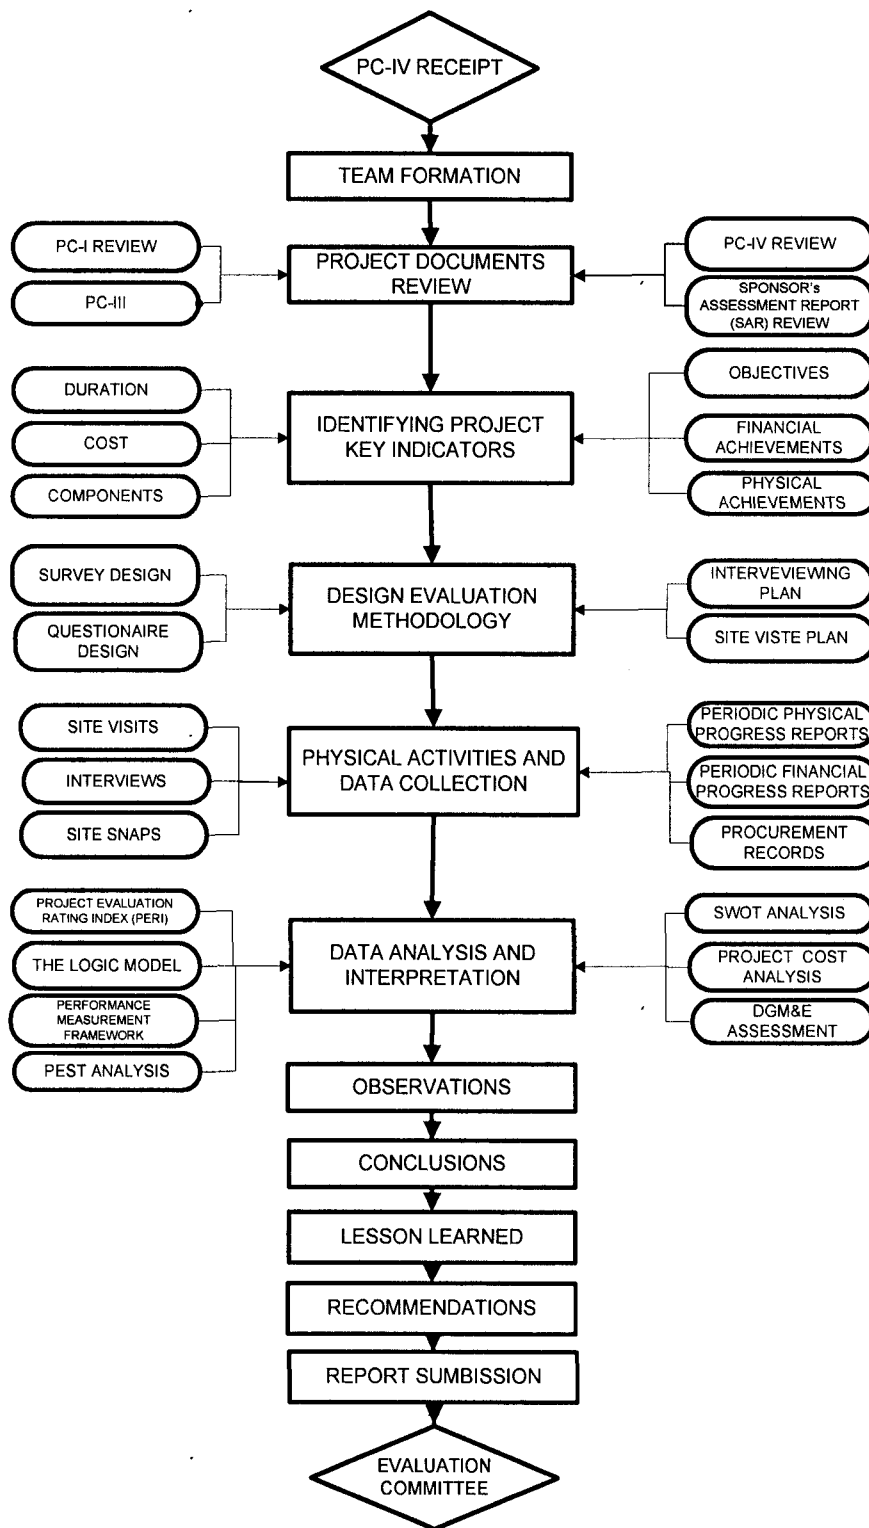 PC-IV RECEIPT
TEAM FORMATION
PC-I REVIEW
PC-III
PROJECT DOCUMENTS
REVIEW
PC-IV REVIEW
SPONSOR's
ASSESSMENT REPORT
(SAR) REVIEW
DURATION
COST
COMPONENTS
IDENTIFYING PROJECT
KEY INDICATORS
OBJECTIVES
FINANCIAL
ACHIEVEMENTS
PHYSICAL
ACHIEVEMENTS
SURVEY DESIGN
QUESTIONAIRE
DESIGN
DESIGN EVALUATION
METHODOLOGY
INTERVEVIEWING
PLAN
SITE VISTE PLAN
SITE VISITS
INTERVIEWS
SITE SNAPS
PHYSICAL ACTIVITIES AND
DATA COLLECTION
PERIODIC PHYSICAL
PROGRESS REPORTS
PERIODIC FINANCIAL
PROGRESS REPORTS
PROCUREMENT
RECORDS
PROJECT EVALUATION
RATING INDEX (PERI)
THE LOGIC MODEL
PERFORMANCE
MEASUREMENT
FRAMEWORK
PEST ANALYSIS
DATA ANALYSIS AND
INTERPRETATION
SWOT ANALYSIS
PROJECT COST
ANALYSIS
DGM&E
ASSESSMENT
OBSERVATIONS
CONCLUSIONS
LESSON LEARNED
RECOMMENDATIONS
REPORT SUMBISSION
EVALUATION
COMMITTEE